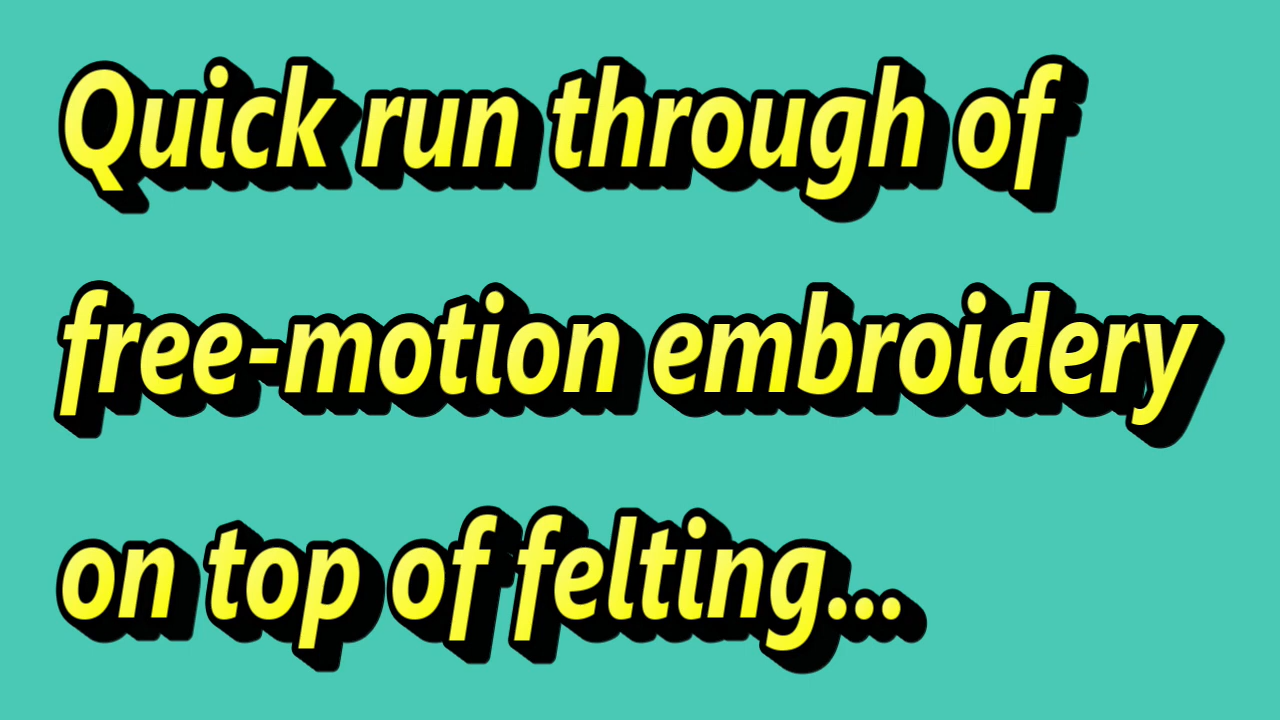 Quick run through of
free-motion embroidery
on top of felting...